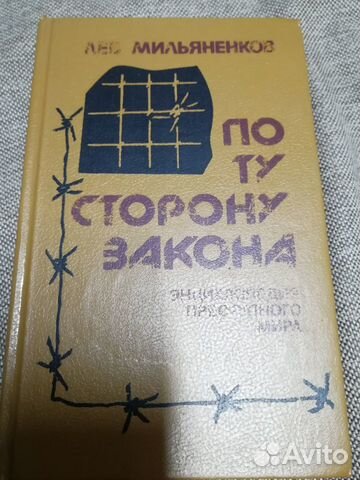 ЛЕВ МИЛЬЯНЕНКОВ
ПО
ТУ
СТОРОНУ
ЗАКОНА
ЭНЦИКЛОПЕДИЯ
ПРЕСТУПНОГО
МИРА
Avito